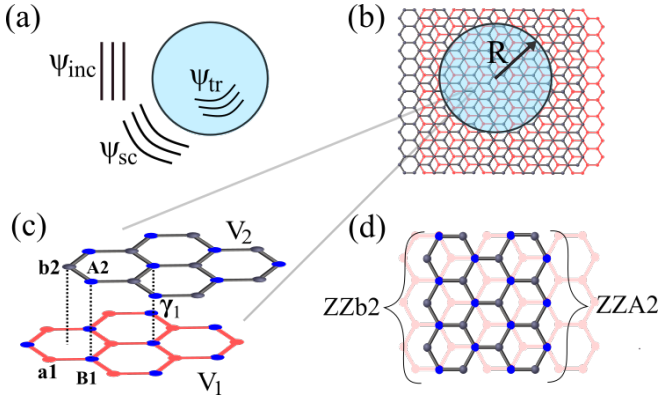 (a)
Ψinc
Ψtr
Ψsc
(b)
R
(c)
V₂
b2
A2
γ₁
a1
B1
V₁
(d)
ZZb2
ZZA2